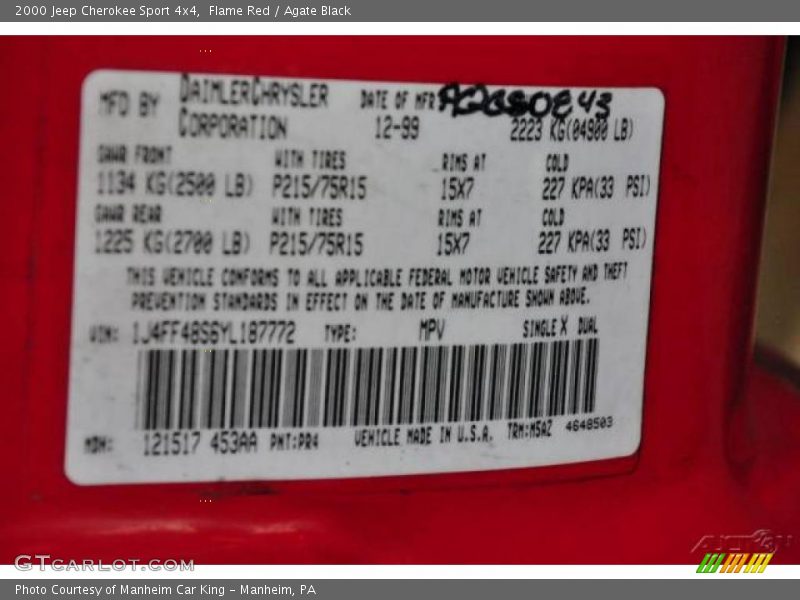 2000 Jeep Cherokee Sport 4x4, Flame Red / Agate Black
MFD BY DAIMLERCHRYSLER CORPORATION DATE OF MFR
12-99 2223 KG(04900 LB)
GAWR FRONT WITH TIRES RIMS AT COLD
1134 KG(2500 LB) P215/75R15 15X7 227 KPA(33 PSI)
GAWR REAR WITH TIRES RIMS AT COLD
1225 KG(2700 LB) P215/75R15 15X7 227 KPA(33 PSI)
THIS VEHICLE CONFORMS TO ALL APPLICABLE FEDERAL MOTOR VEHICLE SAFETY AND THEFT
PREVENTION STANDARDS IN EFFECT ON THE DATE OF MANUFACTURE SHOWN ABOVE.
VIN: 1J4FF48S6YL187772 TYPE: MPV SINGLE X DUAL
MDH: 121517 453AA PNT:PR4 VEHICLE MADE IN U.S.A. TRM:M5AZ 4648503
GTCARLOT.COM
Photo Courtesy of Manheim Car King - Manheim, PA